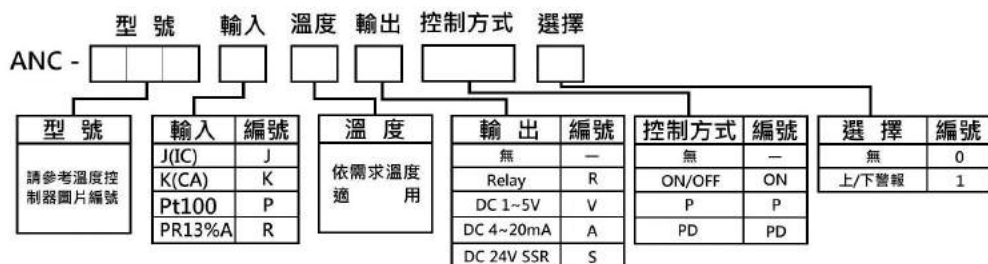 型號 輸入 溫度 輸出 控制方式 選擇
ANC -
型號
請參考溫度控
制器圖片編號
輸入 編號
J(IC) J
K(CA) K
Pt100 P
PR13%A R
溫度
依需求溫度
適用
輸出 編號
無 —
Relay R
DC 1~5V V
DC 4~20mA A
DC 24V SSR S
控制方式 編號
無 —
ON/OFF ON
P P
PD PD
選擇 編號
無 0
上/下警報 1